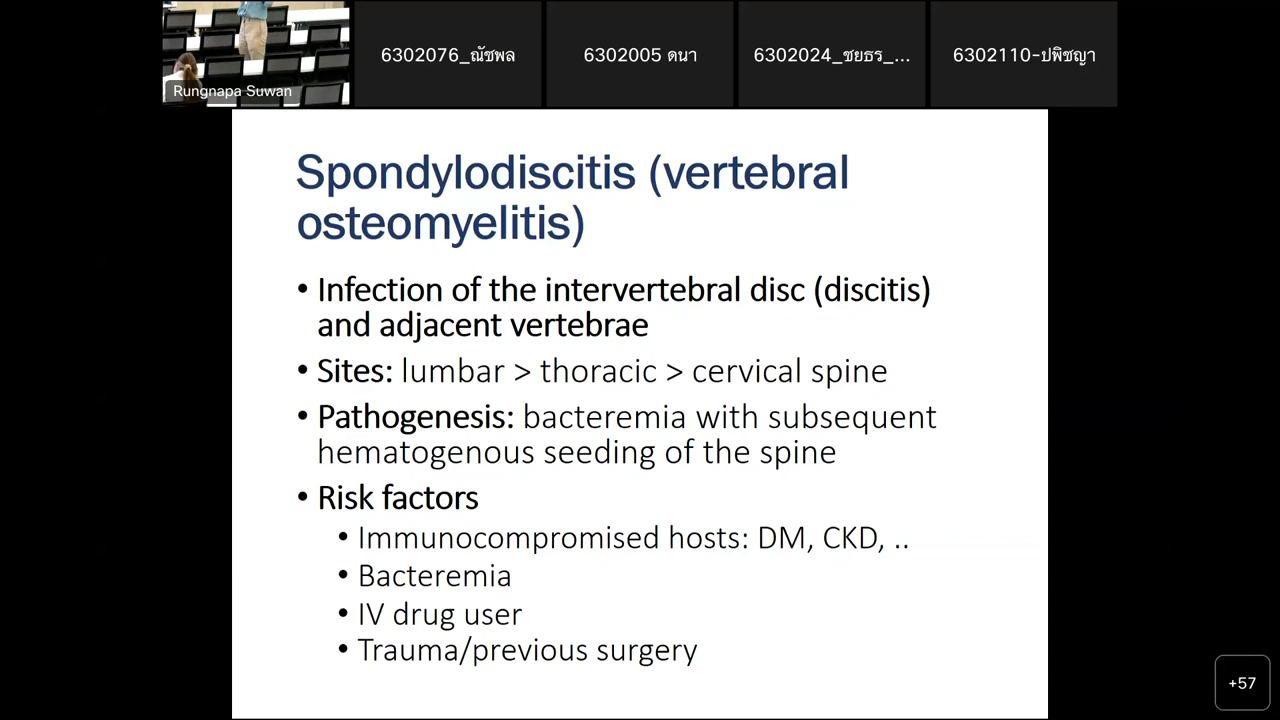 Rungnapa Suwan
6302076_ณัชพล
6302005 ดนา
6302024_ชยธร_...
6302110-ปพิชญา
Spondylodiscitis (vertebral
osteomyelitis)
• Infection of the intervertebral disc (discitis)
and adjacent vertebrae
• Sites: lumbar > thoracic > cervical spine
• Pathogenesis: bacteremia with subsequent
hematogenous seeding of the spine
• Risk factors
• Immunocompromised hosts: DM, CKD, ..
• Bacteremia
• IV drug user
• Trauma/previous surgery
+57